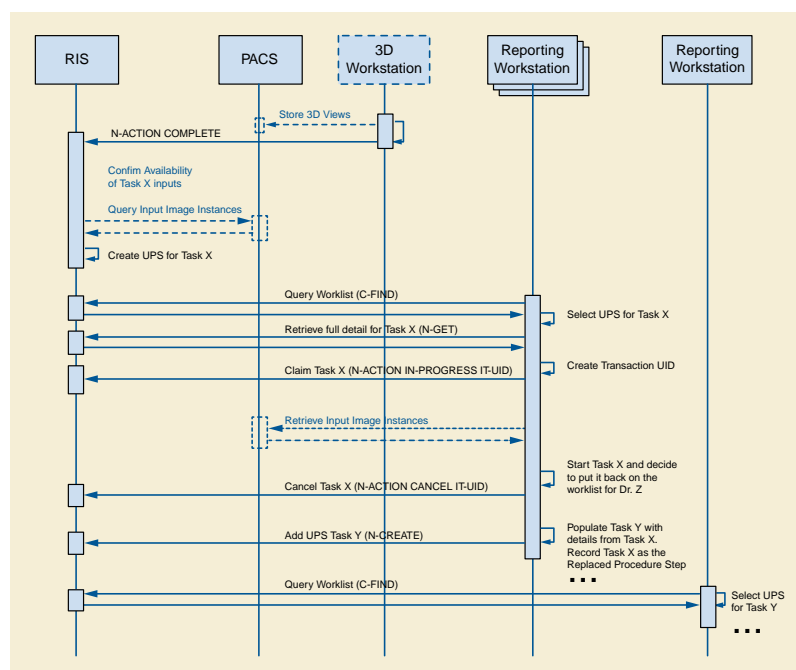 RIS
PACS
3D
Workstation
Reporting
Workstation
Reporting
Workstation
Store 3D Views
N-ACTION COMPLETE
Confim Availability
of Task X inputs
Query Input Image Instances
Create UPS for Task X
Query Worklist (C-FIND)
Select UPS for Task X
Retrieve full detail for Task X (N-GET)
Create Transaction UID
Claim Task X (N-ACTION IN-PROGRESS IT-UID)
Retrieve Input Image Instances
Start Task X and decide
to put it back on the
worklist for Dr. Z
Cancel Task X (N-ACTION CANCEL IT-UID)
Populate Task Y with
details from Task X.
Record Task X as the
Replaced Procedure Step
Add UPS Task Y (N-CREATE)
...
Query Worklist (C-FIND)
Select UPS
for Task Y
...